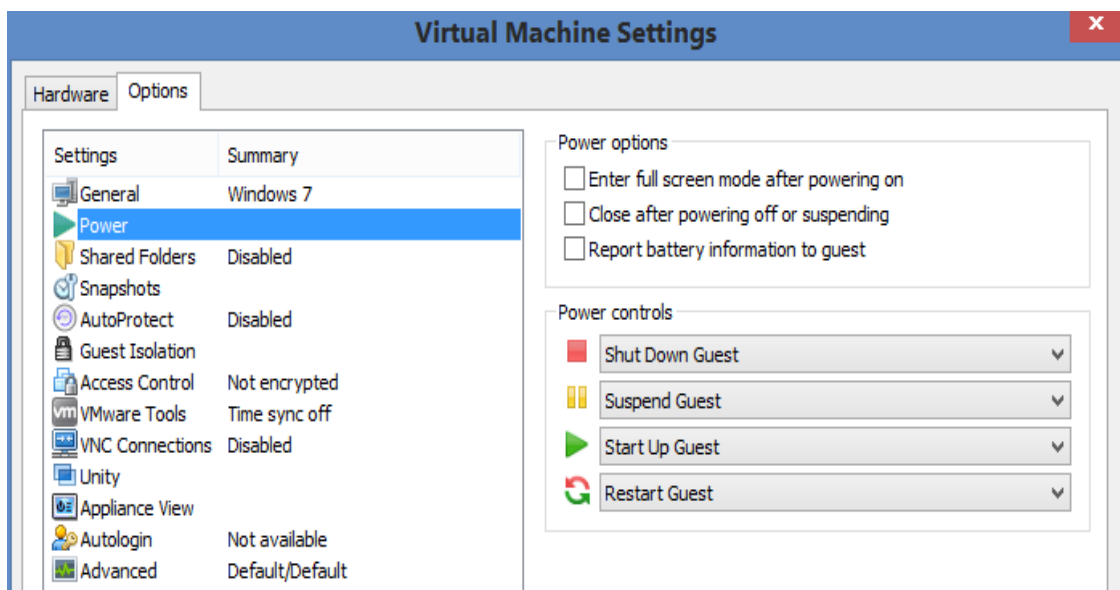 Virtual Machine Settings
x
Hardware Options
Settings Summary
General Windows 7
Power
Shared Folders Disabled
Snapshots
AutoProtect Disabled
Guest Isolation
Access Control Not encrypted
vm VMware Tools Time sync off
VNC Connections Disabled
Unity
Appliance View
Autologin Not available
Advanced Default/Default
Power options
Enter full screen mode after powering on
Close after powering off or suspending
Report battery information to guest
Power controls
Shut Down Guest
Suspend Guest
Start Up Guest
Restart Guest